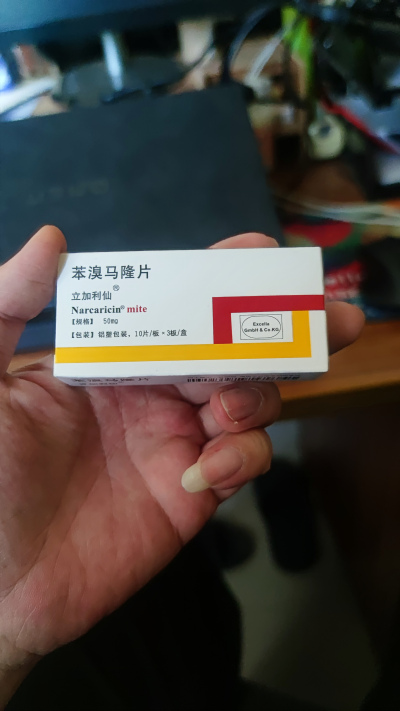 苯溴马隆片
立加利仙®
Narcaricin® mite
【规格】 50mg
【包装】铝塑包装、10片/板×3板/盒
Excella
GmbH & Co.KG